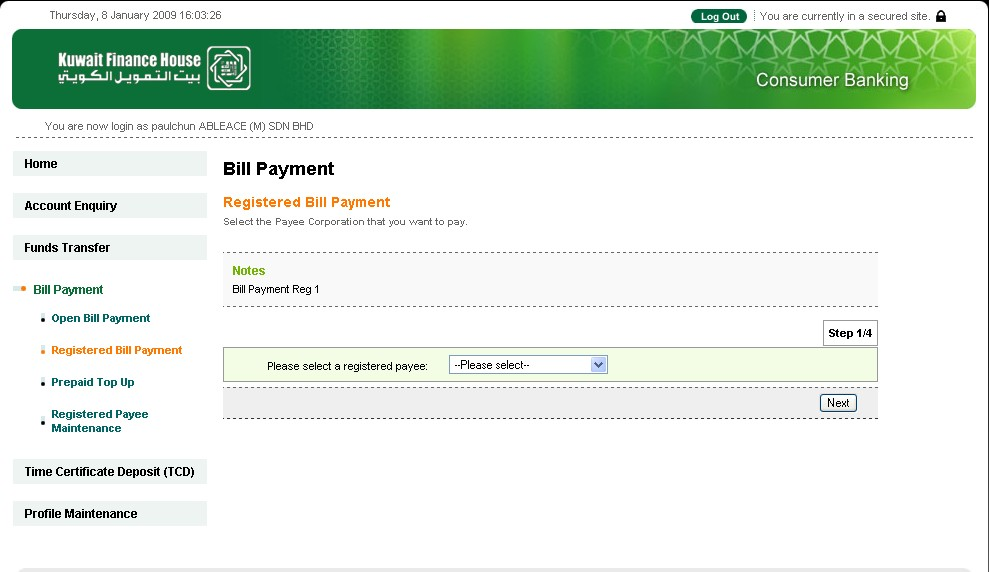 Thursday, 8 January 2009 16:03:26
Log Out
You are currently in a secured site.
Kuwait Finance House
بيت التمويل الكويتي
Consumer Banking
You are now login as paulchun ABLEACE (M) SDN BHD
Home
Account Enquiry
Funds Transfer
Bill Payment
Open Bill Payment
Registered Bill Payment
Prepaid Top Up
Registered Payee
Maintenance
Time Certificate Deposit (TCD)
Profile Maintenance
Bill Payment
Registered Bill Payment
Select the Payee Corporation that you want to pay.
Notes
Bill Payment Reg 1
Step 1/4
Please select a registered payee:
--Please select--
Next